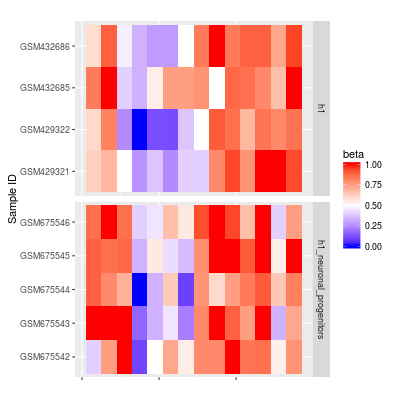 Sample ID
GSM432686
GSM432685
GSM429322
GSM429321
h1
GSM675546
GSM675545
GSM675544
GSM675543
GSM675542
h1_neuronal_progenitors
beta
1.00
0.75
0.50
0.25
0.00